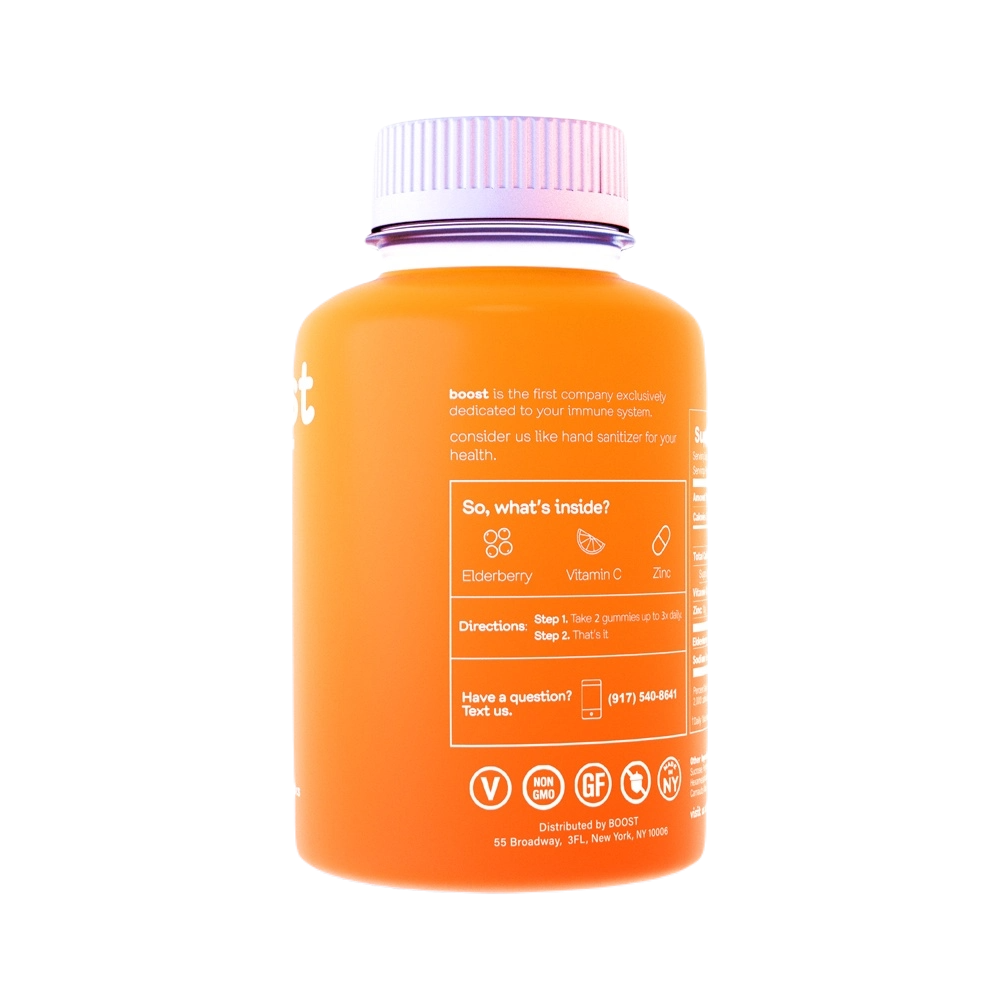 boost is the first company exclusively
dedicated to your immune system.
consider us like hand sanitizer for your
health.
So, what's inside?
Elderberry
Vitamin C
Zinc
Directions:
Step 1. Take 2 gummies up to 3x daily.
Step 2. That's it
Have a question?
Text us.
(917) 540-8641
V
NON
GMO
GF
MADE
IN
NY
Distributed by BOOST
55 Broadway, 3FL, New York, NY 10006